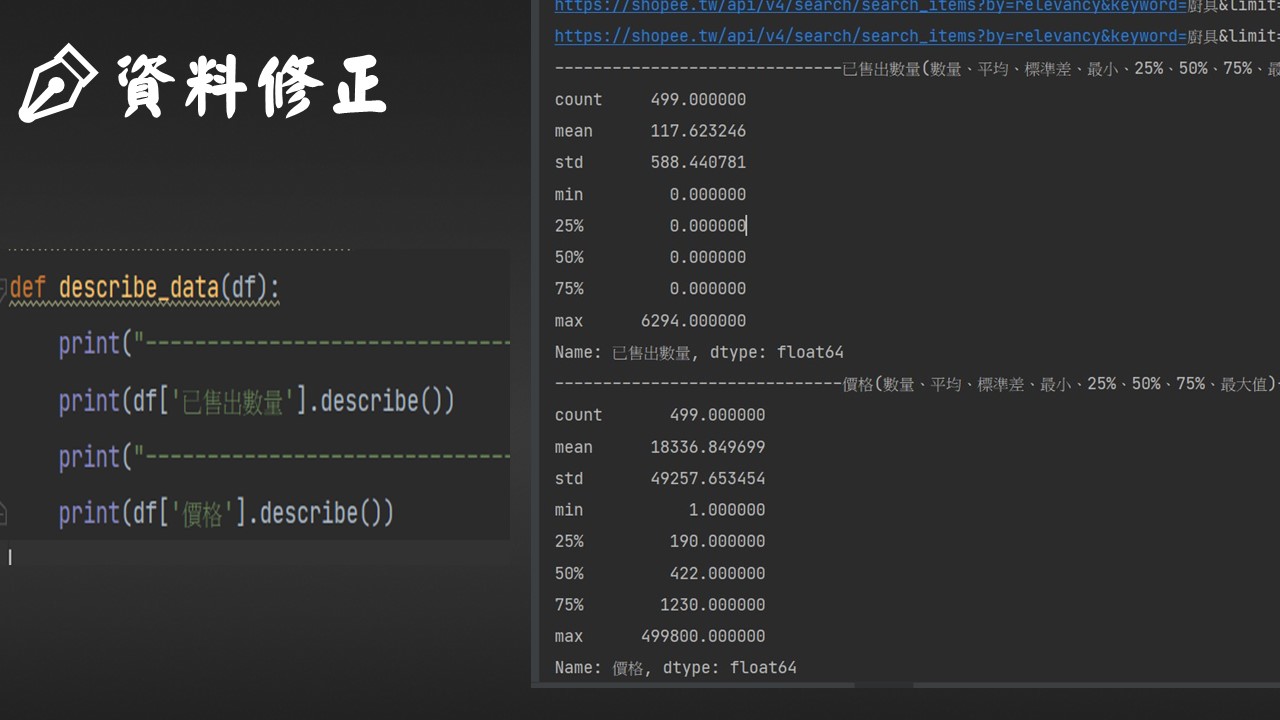 資料修正
def describe_data(df):
print("------------------------------
print(df['已售出數量'].describe())
print("------------------------------
print(df['價格'].describe())
https://shopee.tw/api/v4/search/search_items?by=relevancy&keyword=廚具&limit=
https://shopee.tw/api/v4/search/search_items?by=relevancy&keyword=廚具&limit=
------------------------------已售出數量(數量、平均、標準差、最小、25%、50%、75%、最
count 499.000000
mean 117.623246
std 588.440781
min 0.000000
25% 0.000000
50% 0.000000
75% 0.000000
max 6294.000000
Name: 已售出數量, dtype: float64
------------------------------價格(數量、平均、標準差、最小、25%、50%、75%、最大值)-
count 499.000000
mean 18336.849699
std 49257.653454
min 1.000000
25% 190.000000
50% 422.000000
75% 1230.000000
max 499800.000000
Name: 價格, dtype: float64